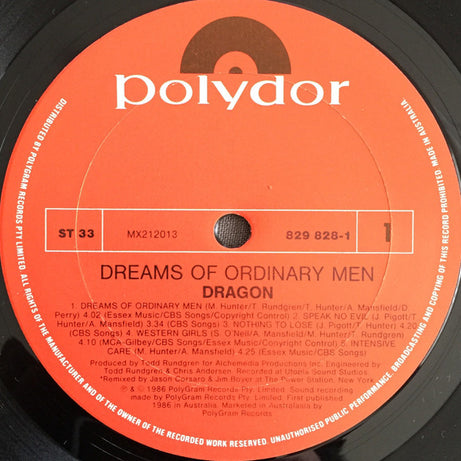 polydor
ST 33 MX212013 829 828-1 1
DREAMS OF ORDINARY MEN
DRAGON
1. DREAMS OF ORDINARY MEN (M. Hunter/T. Rundgren/T. Hunter/A. Mansfield/D.
Perry) 4.02 (Essex Music/CBS Songs/Copyright Control) 2. SPEAK NO EVIL (J. Pigott/T
Hunter/A. Mansfield) 3.34 (CBS Songs) 3. NOTHING TO LOSE (J. Pigott/T. Hunter) 4.20
(CBS Songs) 4. WESTERN GIRLS (S. O'Neil/A. Mansfield/M. Hunter/T. Rundgren)
4.10 (MCA-Gilbey/CBS Songs/Essex Music/Copyright Control) 5. INTENSIVE
CARE (M. Hunter/A. Mansfield) 4.25 (Essex/CBS Songs)
Produced by Todd Rundgren for Alchemedia Productions Inc. Engineered by
Todd Rundgren & Chris Andersen. Recorded at Utopia Sound Studios
*Remixed by Jason Corsaro & Jim Boyer at The Power Station, New York.
℗ & © 1986 PolyGram Records Pty. Limited. Sound recording
made by PolyGram Records Pty. Limited. First published
1986 in Australia. Marketed in Australasia by
PolyGram Records
DISTRIBUTED BY POLYGRAM RECORDS PTY LIMITED. ALL RIGHTS OF THE MANUFACTURER AND OF THE OWNER OF THE RECORDED WORK RESERVED. UNAUTHORISED PUBLIC PERFORMANCE, BROADCASTING AND COPYING OF THIS RECORD PROHIBITED. MADE IN AUSTRALIA